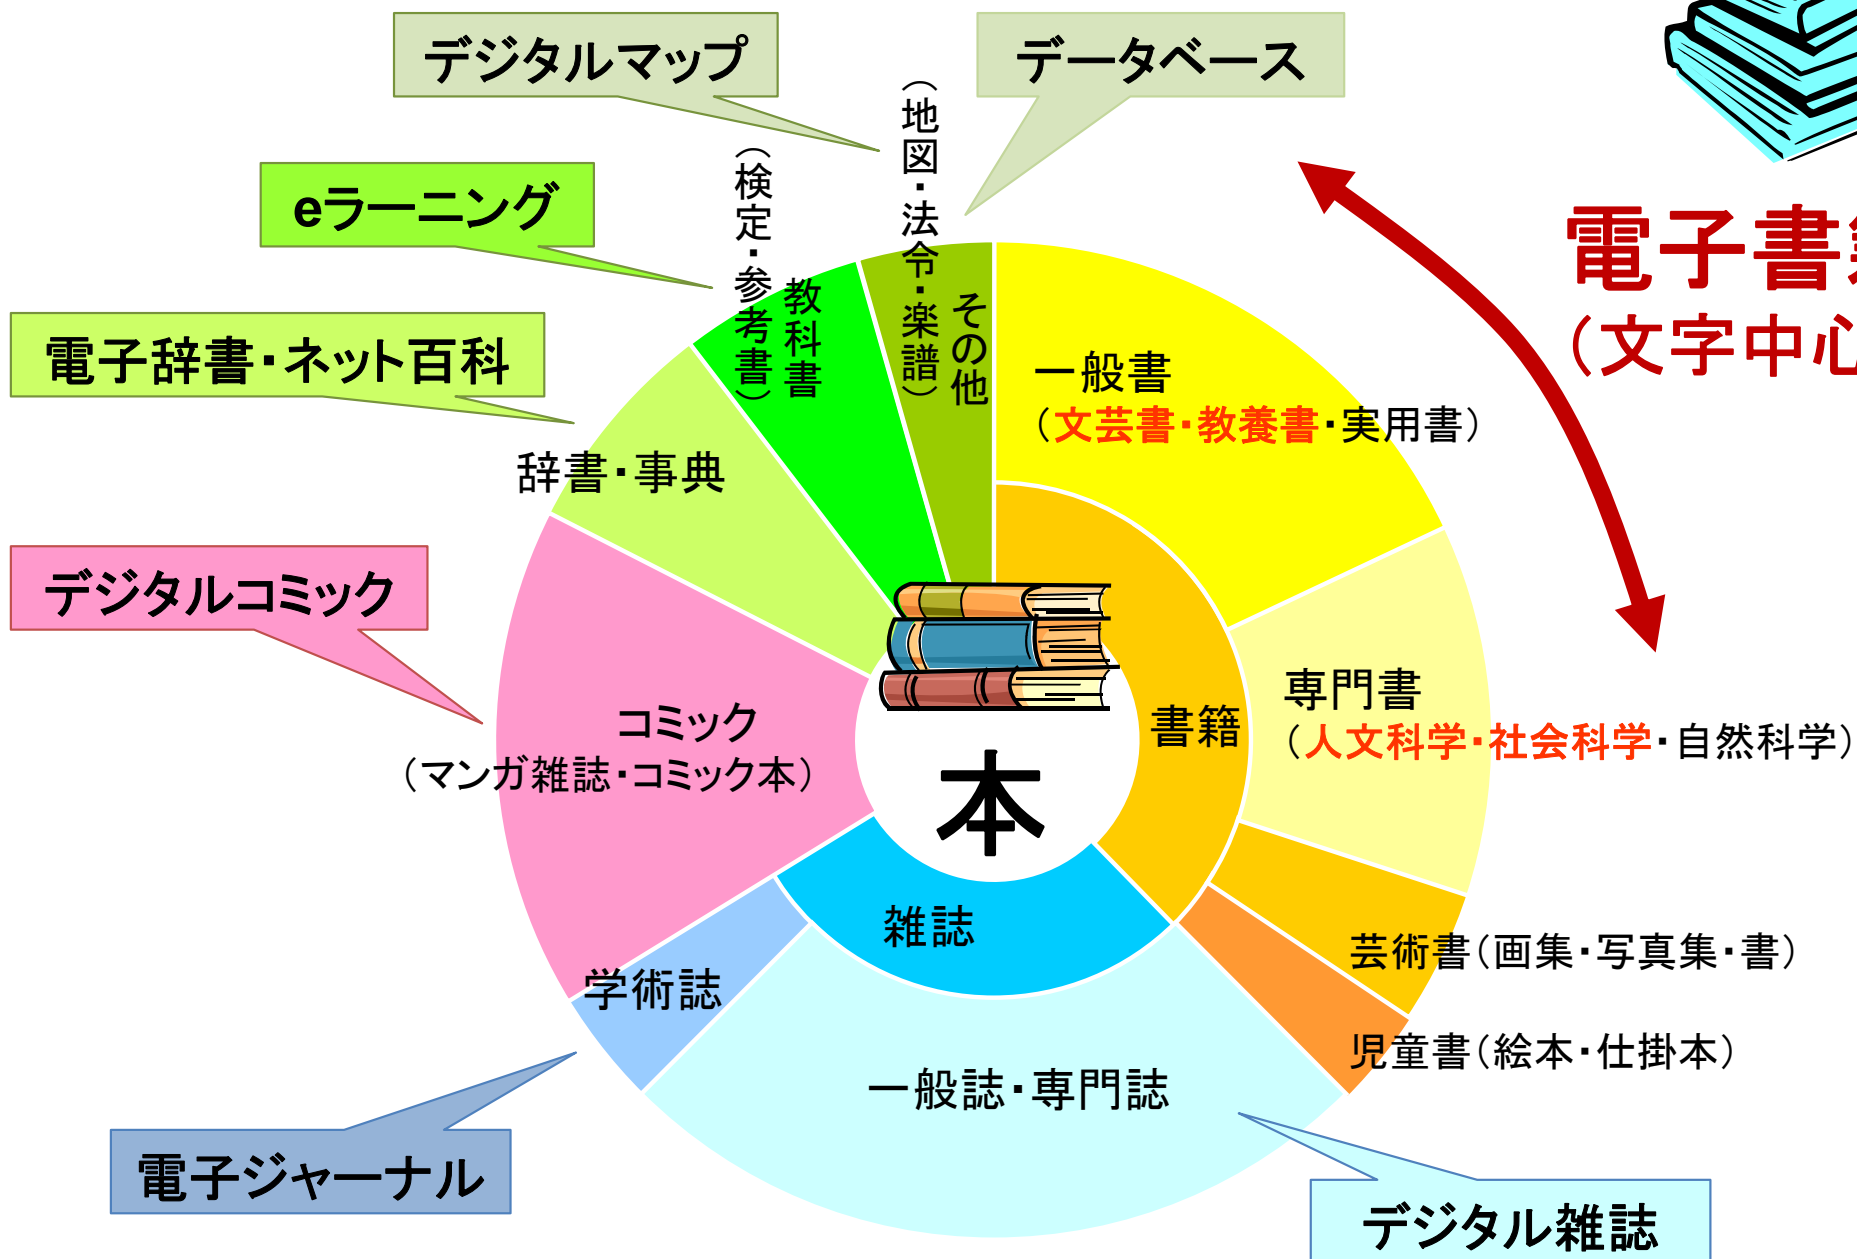 デジタルマップ
データベース
eラーニング
電子辞書・ネット百科
デジタルコミック
電子ジャーナル
デジタル雑誌
電子書
(文字中心
その他
(地図・法令・楽譜)
教科書
(検定・参考書)
辞書・事典
コミック
(マンガ雑誌・コミック本)
学術誌
一般誌・専門誌
雑誌
書籍
本
一般書
(文芸書・教養書・実用書)
専門書
(人文科学・社会科学・自然科学)
芸術書(画集・写真集・書)
児童書(絵本・仕掛本)